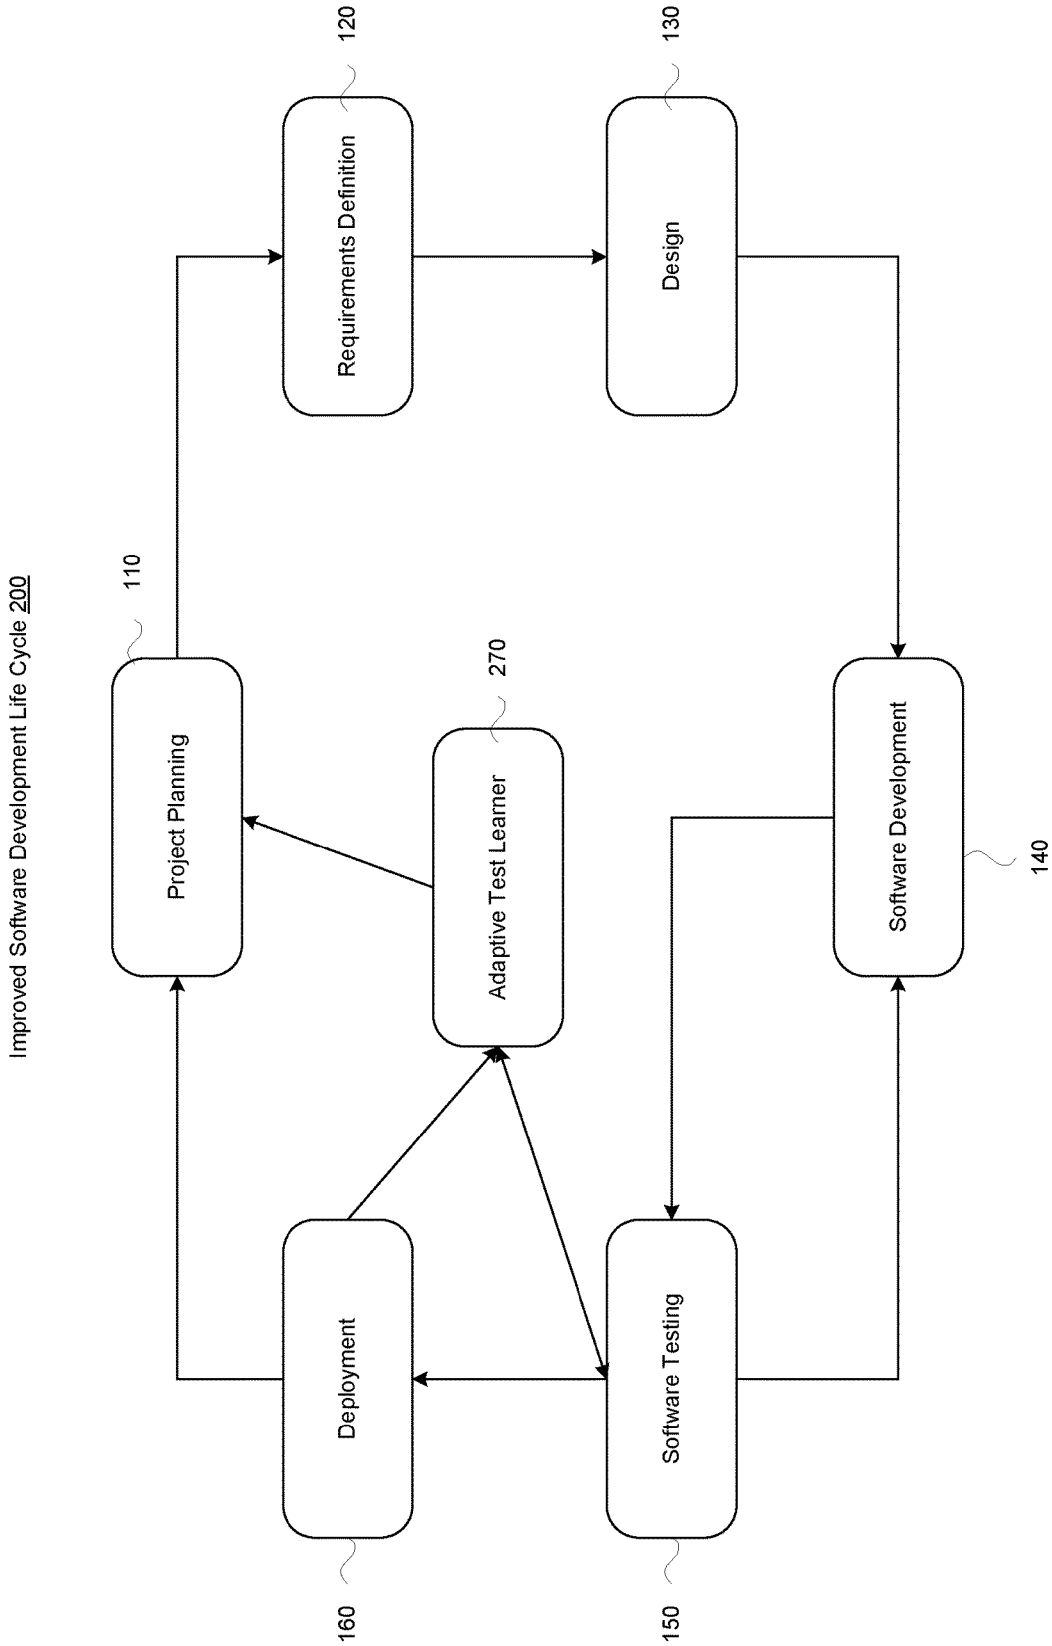 Improved Software Development Life Cycle 200
110
Project Planning
160
Deployment
Requirements Definition
120
270
Adaptive Test Learner
150
Software Testing
Design
130
Software Development
140